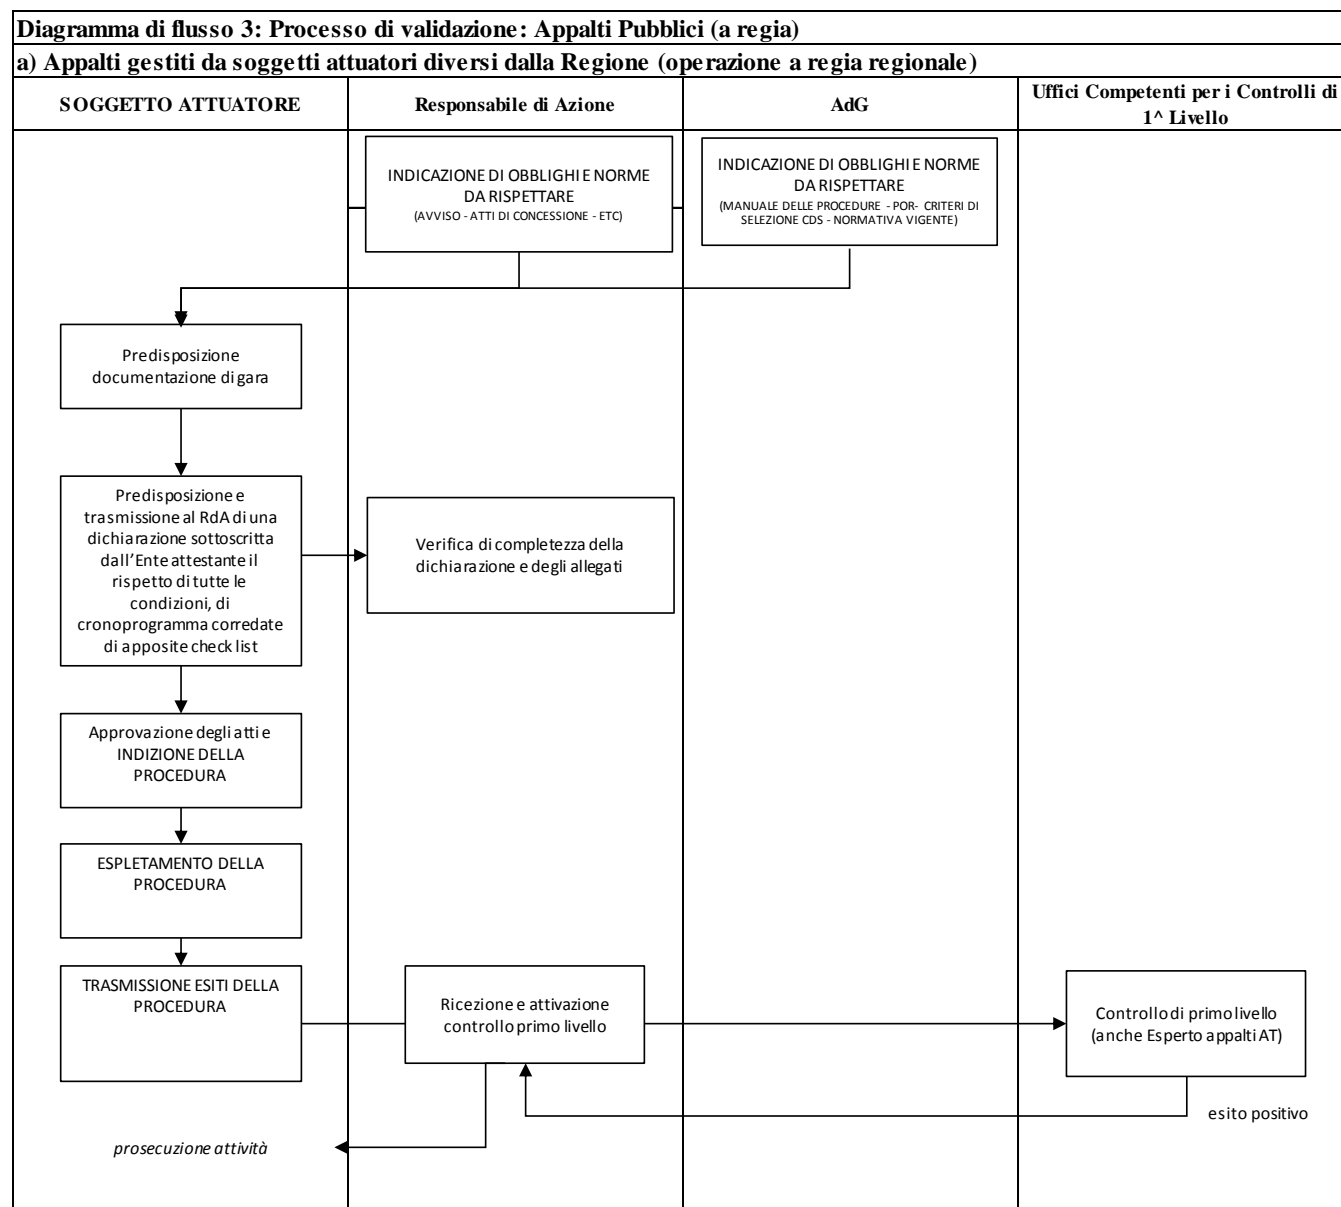 Diagramma di flusso 3: Processo di validazione: Appalti Pubblici (a regia)
a) Appalti gestiti da soggetti attuatori diversi dalla Regione (operazione a regia regionale)
SOGGETTO ATTUATORE
Responsabile di Azione
AdG
Uffici Competenti per i Controlli di
1^ Livello
INDICAZIONE DI OBBLIGHI E NORME
DA RISPETTARE
(AVVISO - ATTI DI CONCESSIONE - ETC)
INDICAZIONE DI OBBLIGHI E NORME
DA RISPETTARE
(MANUALE DELLE PROCEDURE - POR- CRITERI DI
SELEZIONE CDS - NORMATIVA VIGENTE)
Predisposizione
documentazione di gara
Predisposizione e
trasmissione al RdA di una
dichiarazione sottoscritta
dall'Ente attestante il
rispetto di tutte le
condizioni, di
cronoprogramma corredate
di apposite check list
Verifica di completezza della
dichiarazione e degli allegati
Approvazione degli atti e
INDIZIONE DELLA
PROCEDURA
ESPLETAMENTO DELLA
PROCEDURA
TRASMISSIONE ESITI DELLA
PROCEDURA
Ricezione e attivazione
controllo primo livello
Controllo di primo livello
(anche Esperto appalti AT)
esito positivo
prosecuzione attività